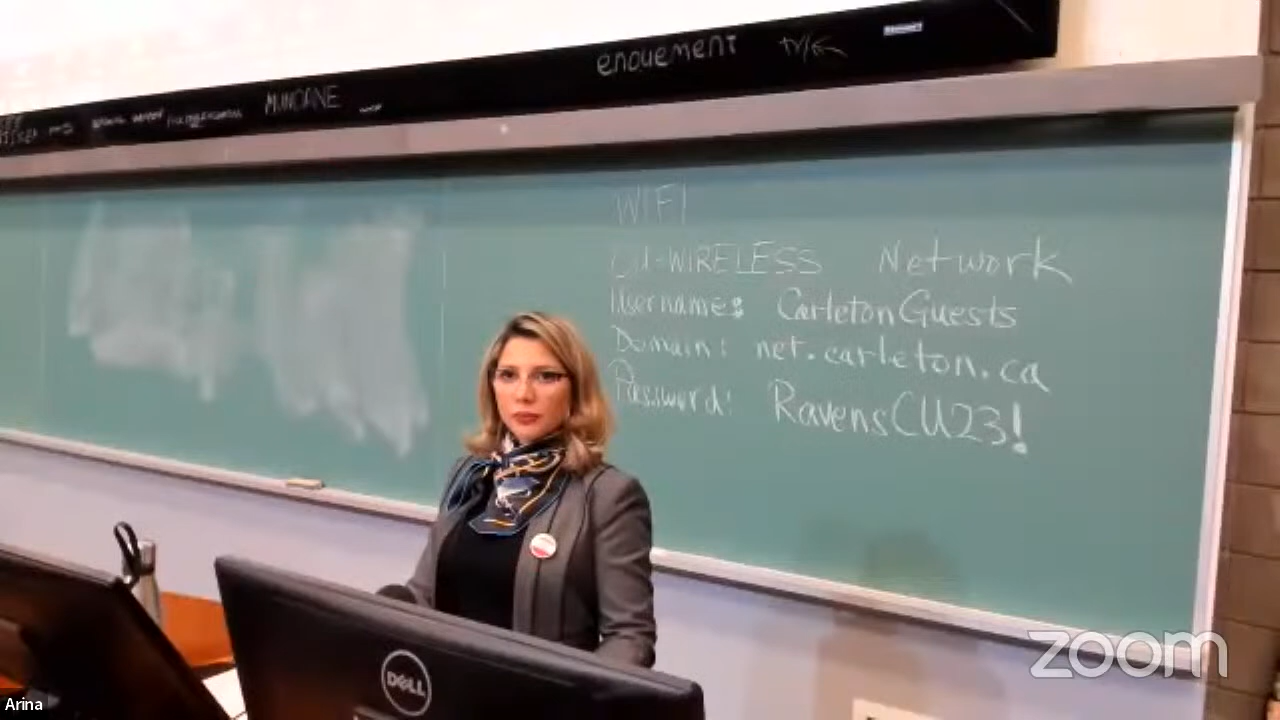 enouement
MUNDANE
WIFI
CU-WIRELESS Network
Username: CarletonGuests
Domain: net.carleton.ca
Password: RavensCU23!
DELL
zoom
Arina